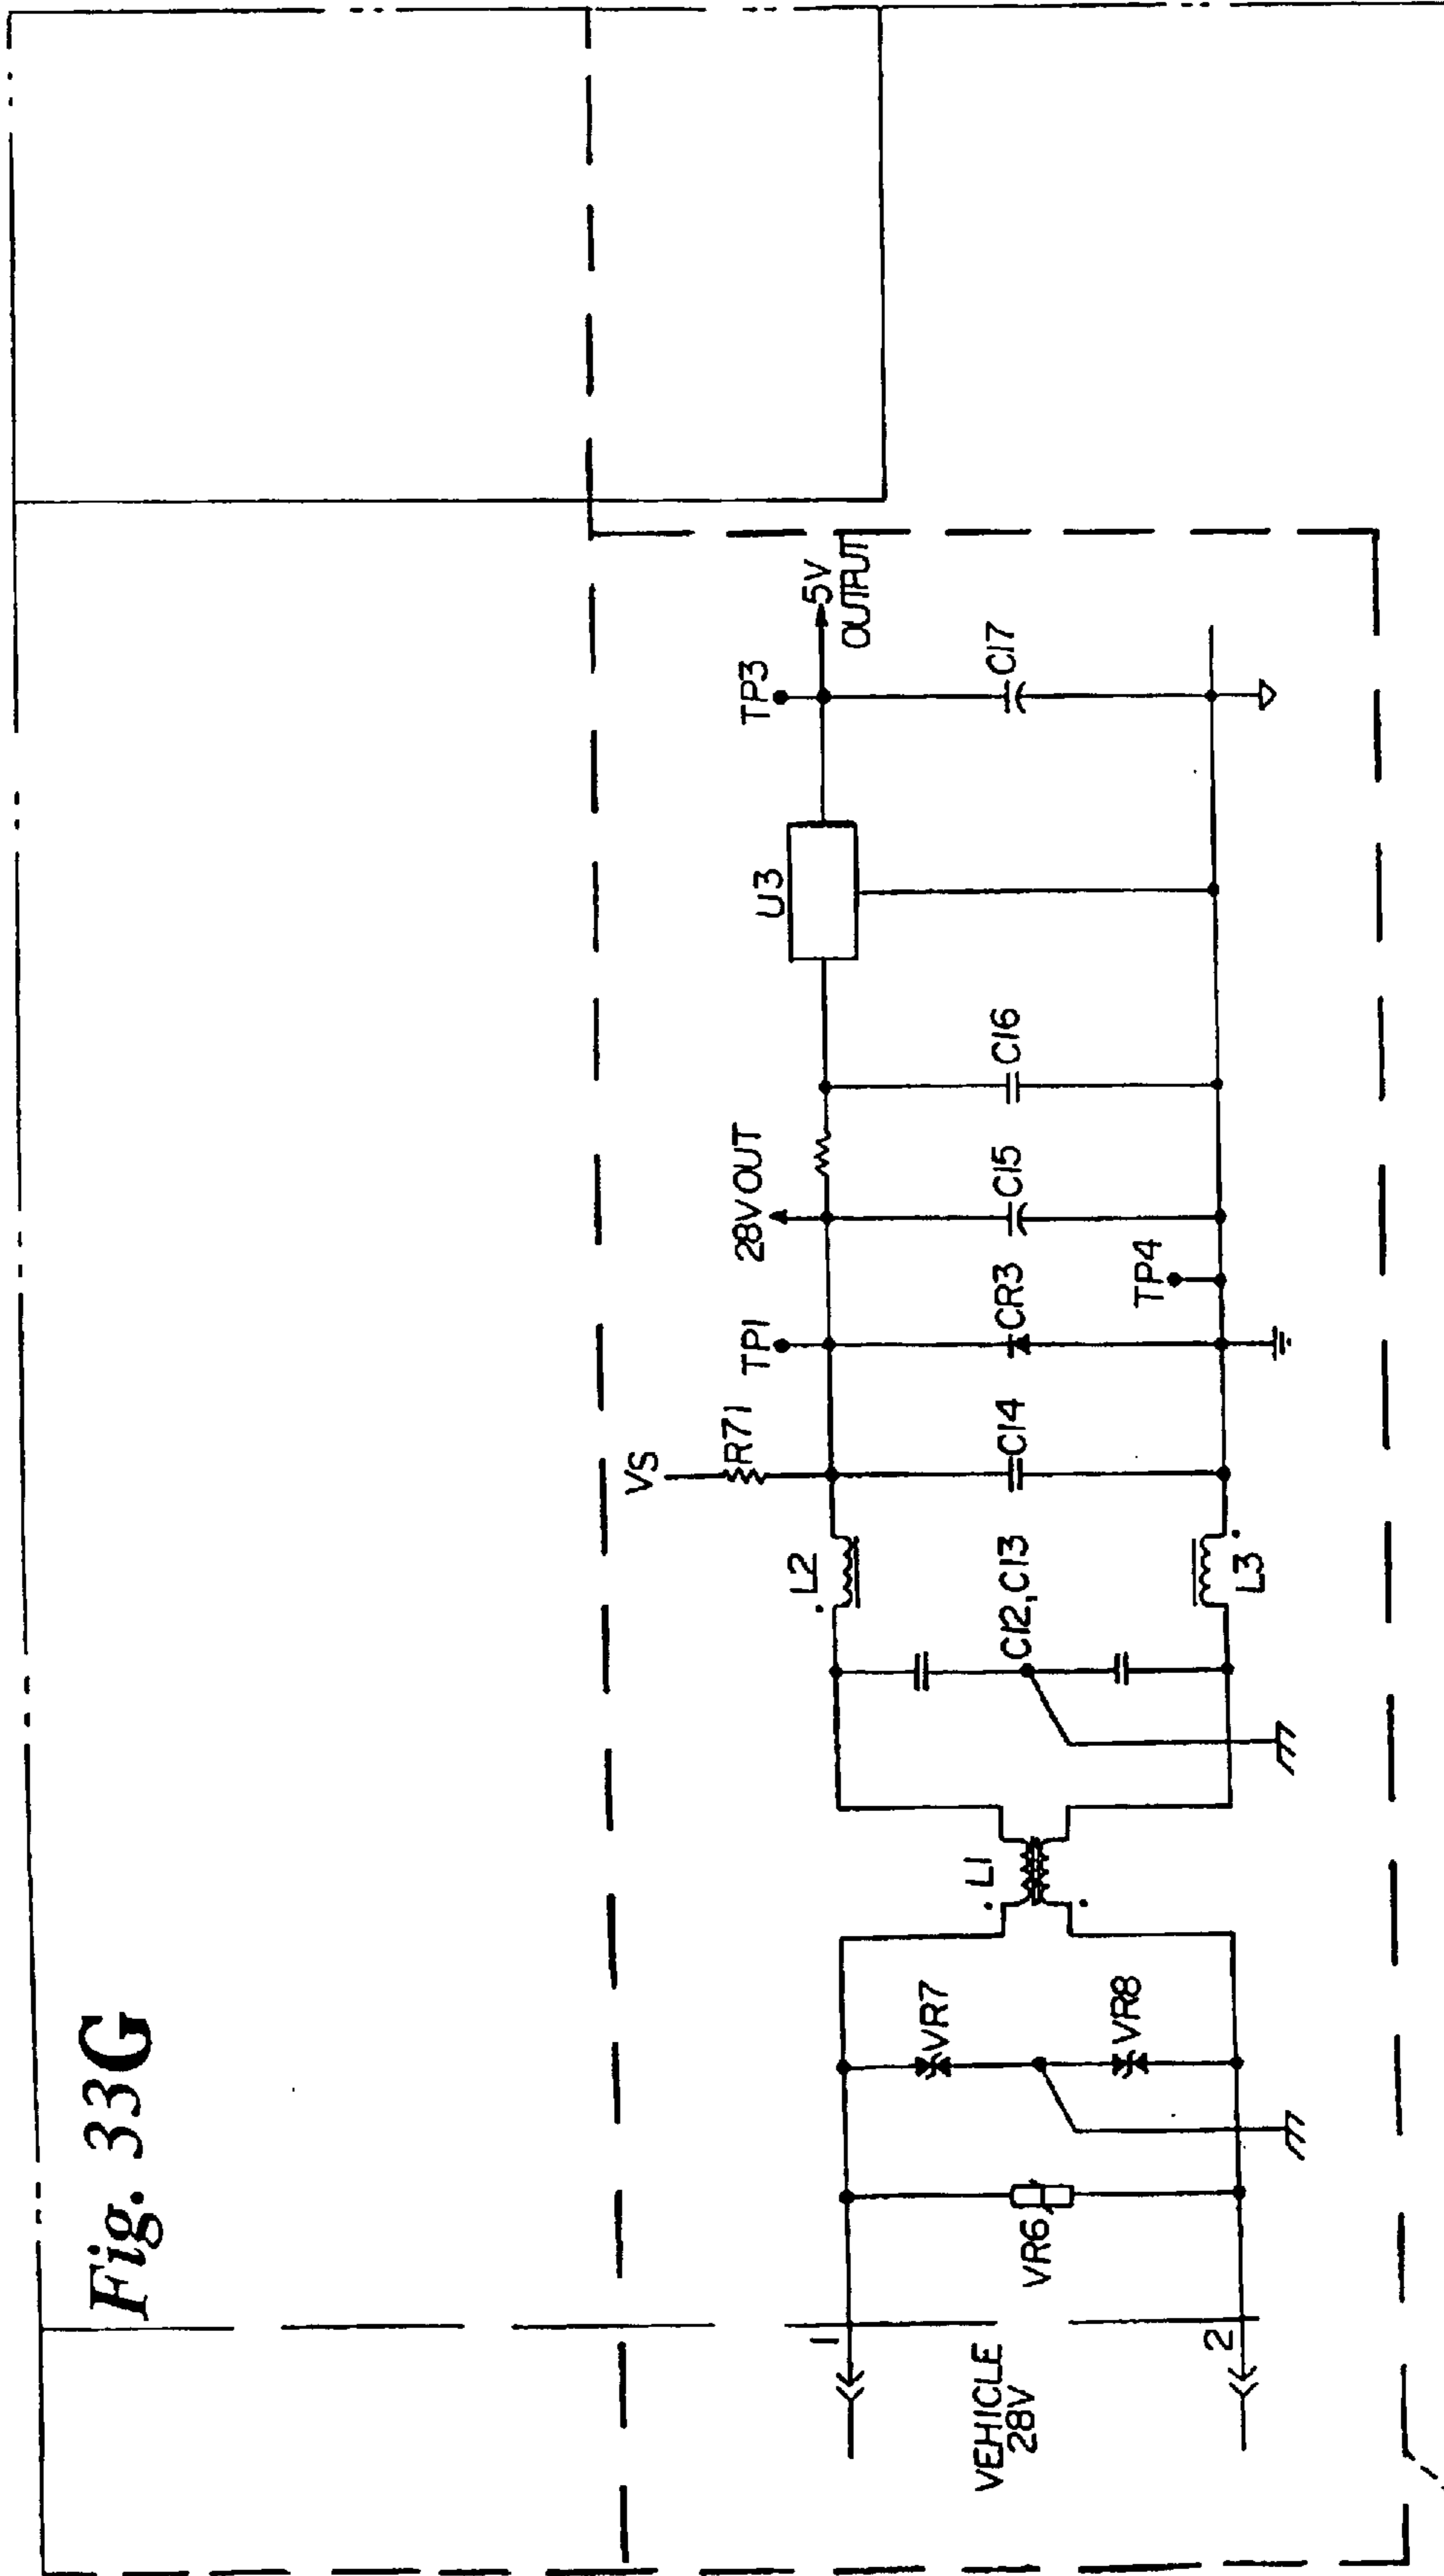 Fig. 33G
VEHICLE
28V
1
2
VR6
VR7
VR8
L1
C12,C13
L2
L3
VS
R71
C14
TP1
CR3
TP4
28V OUT
C15
C16
U3
TP3
C17
5V
OUTPUT